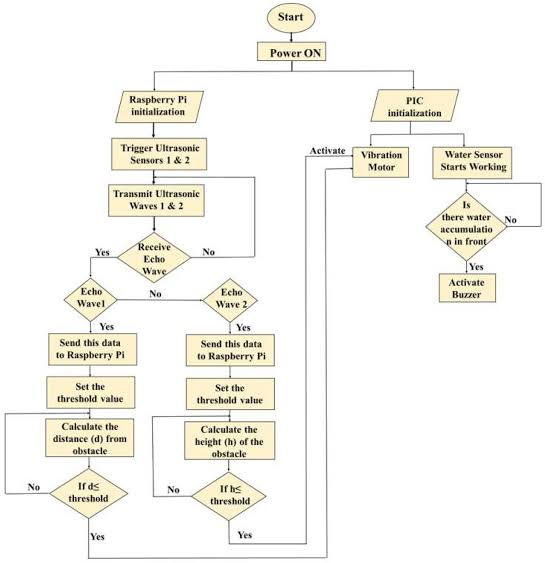 Start
Power ON
Raspberry Pi
initialization
PIC
initialization
Trigger Ultrasonic
Sensors 1 & 2
Activate
Vibration
Motor
Water Sensor
Starts Working
Transmit Ultrasonic
Waves 1 & 2
Is
there water
accumulatio
n in front
No
Yes
Receive
Echo
Wave
No
Yes
Activate
Buzzer
Echo
Wave1
No
Echo
Wave 2
Yes
Yes
Send this data
to Raspberry Pi
Send this data
to Raspberry Pi
Set the
threshold value
Set the
threshold value
Calculate the
distance (d) from
obstacle
Calculate the
height (h) of the
obstacle
No
If d≤
threshold
No
If h≤
threshold
Yes
Yes